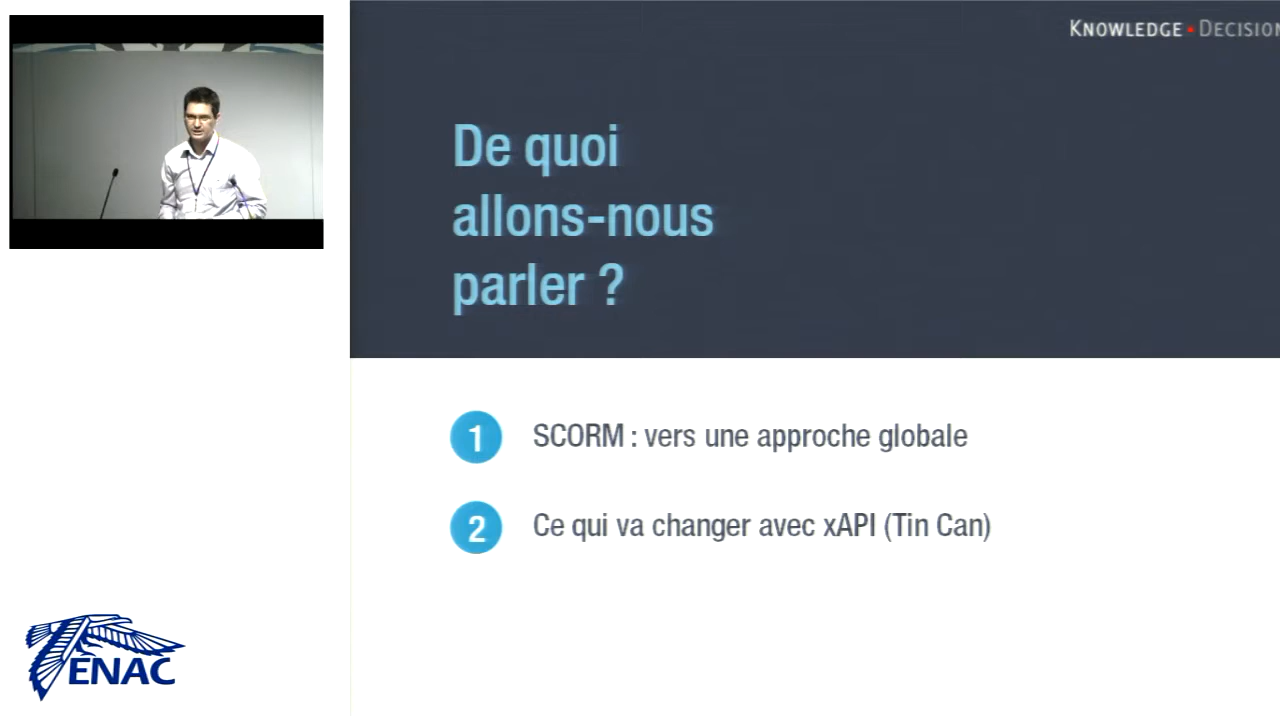 KNOWLEDGE DECISION
De quoi
allons-nous
parler ?
1 SCORM : vers une approche globale
2 Ce qui va changer avec xAPI (Tin Can)
ENAC